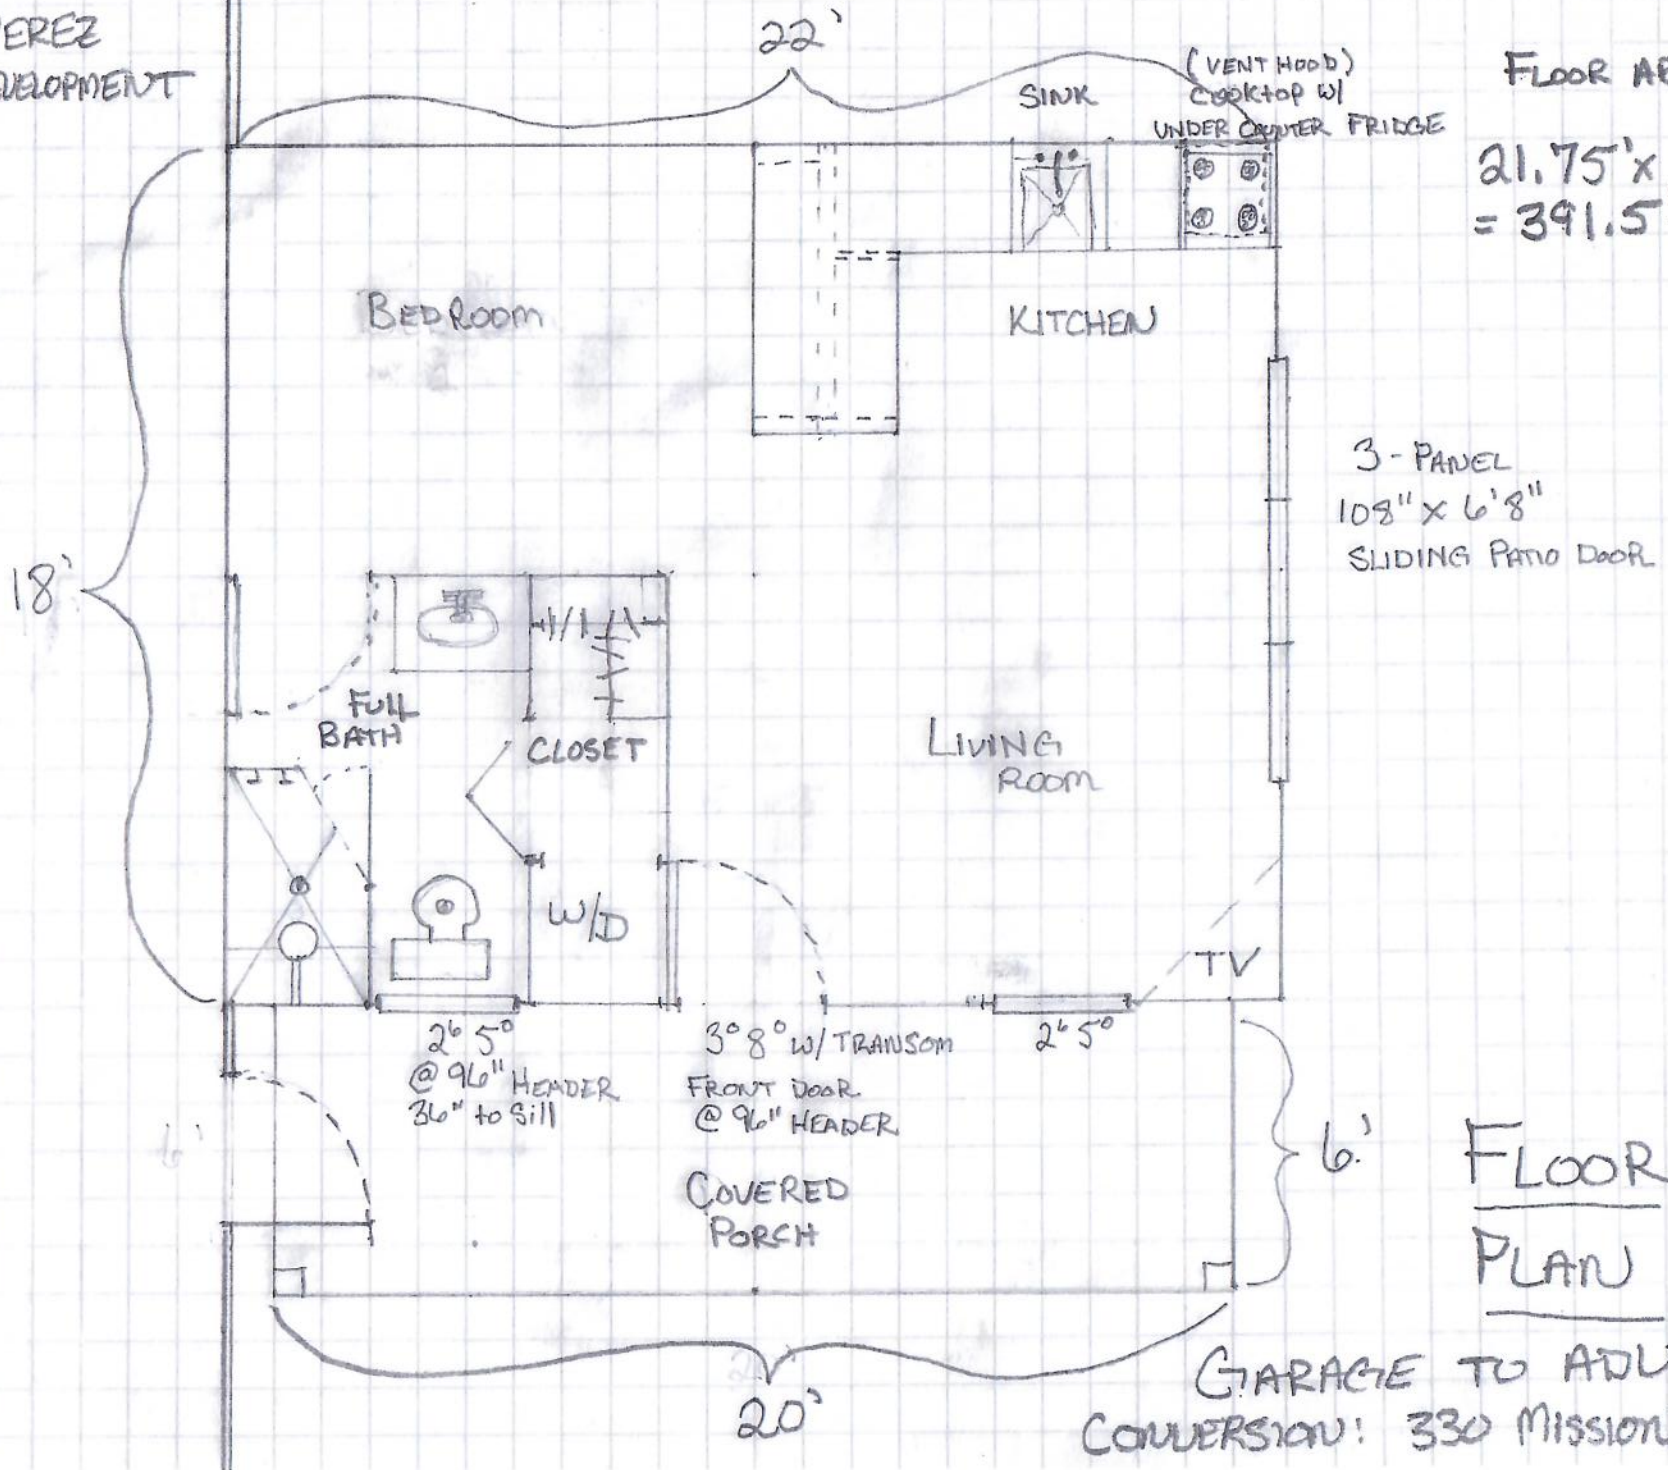 EREZ
VELOPMENT
22'
SINK
(VENT HOOD)
COOKTOP W/
UNDER COUNTER FRIDGE
FLOOR AR
21.75' x
= 391.5
BEDROOM
KITCHEN
3-PANEL
108" x 6'8"
SLIDING PATIO DOOR
18'
FULL
BATH
CLOSET
LIVING
ROOM
W/D
TV
2⁶ 5⁰
@ 96" HEADER
36" to Sill
3⁰ 8⁰ W/ TRANSOM
FRONT DOOR
@ 96" HEADER
2⁶ 5⁰
6'
6'
COVERED
PORCH
FLOOR
PLAN
20'
GARAGE TO ADU
CONVERSION: 330 MISSION